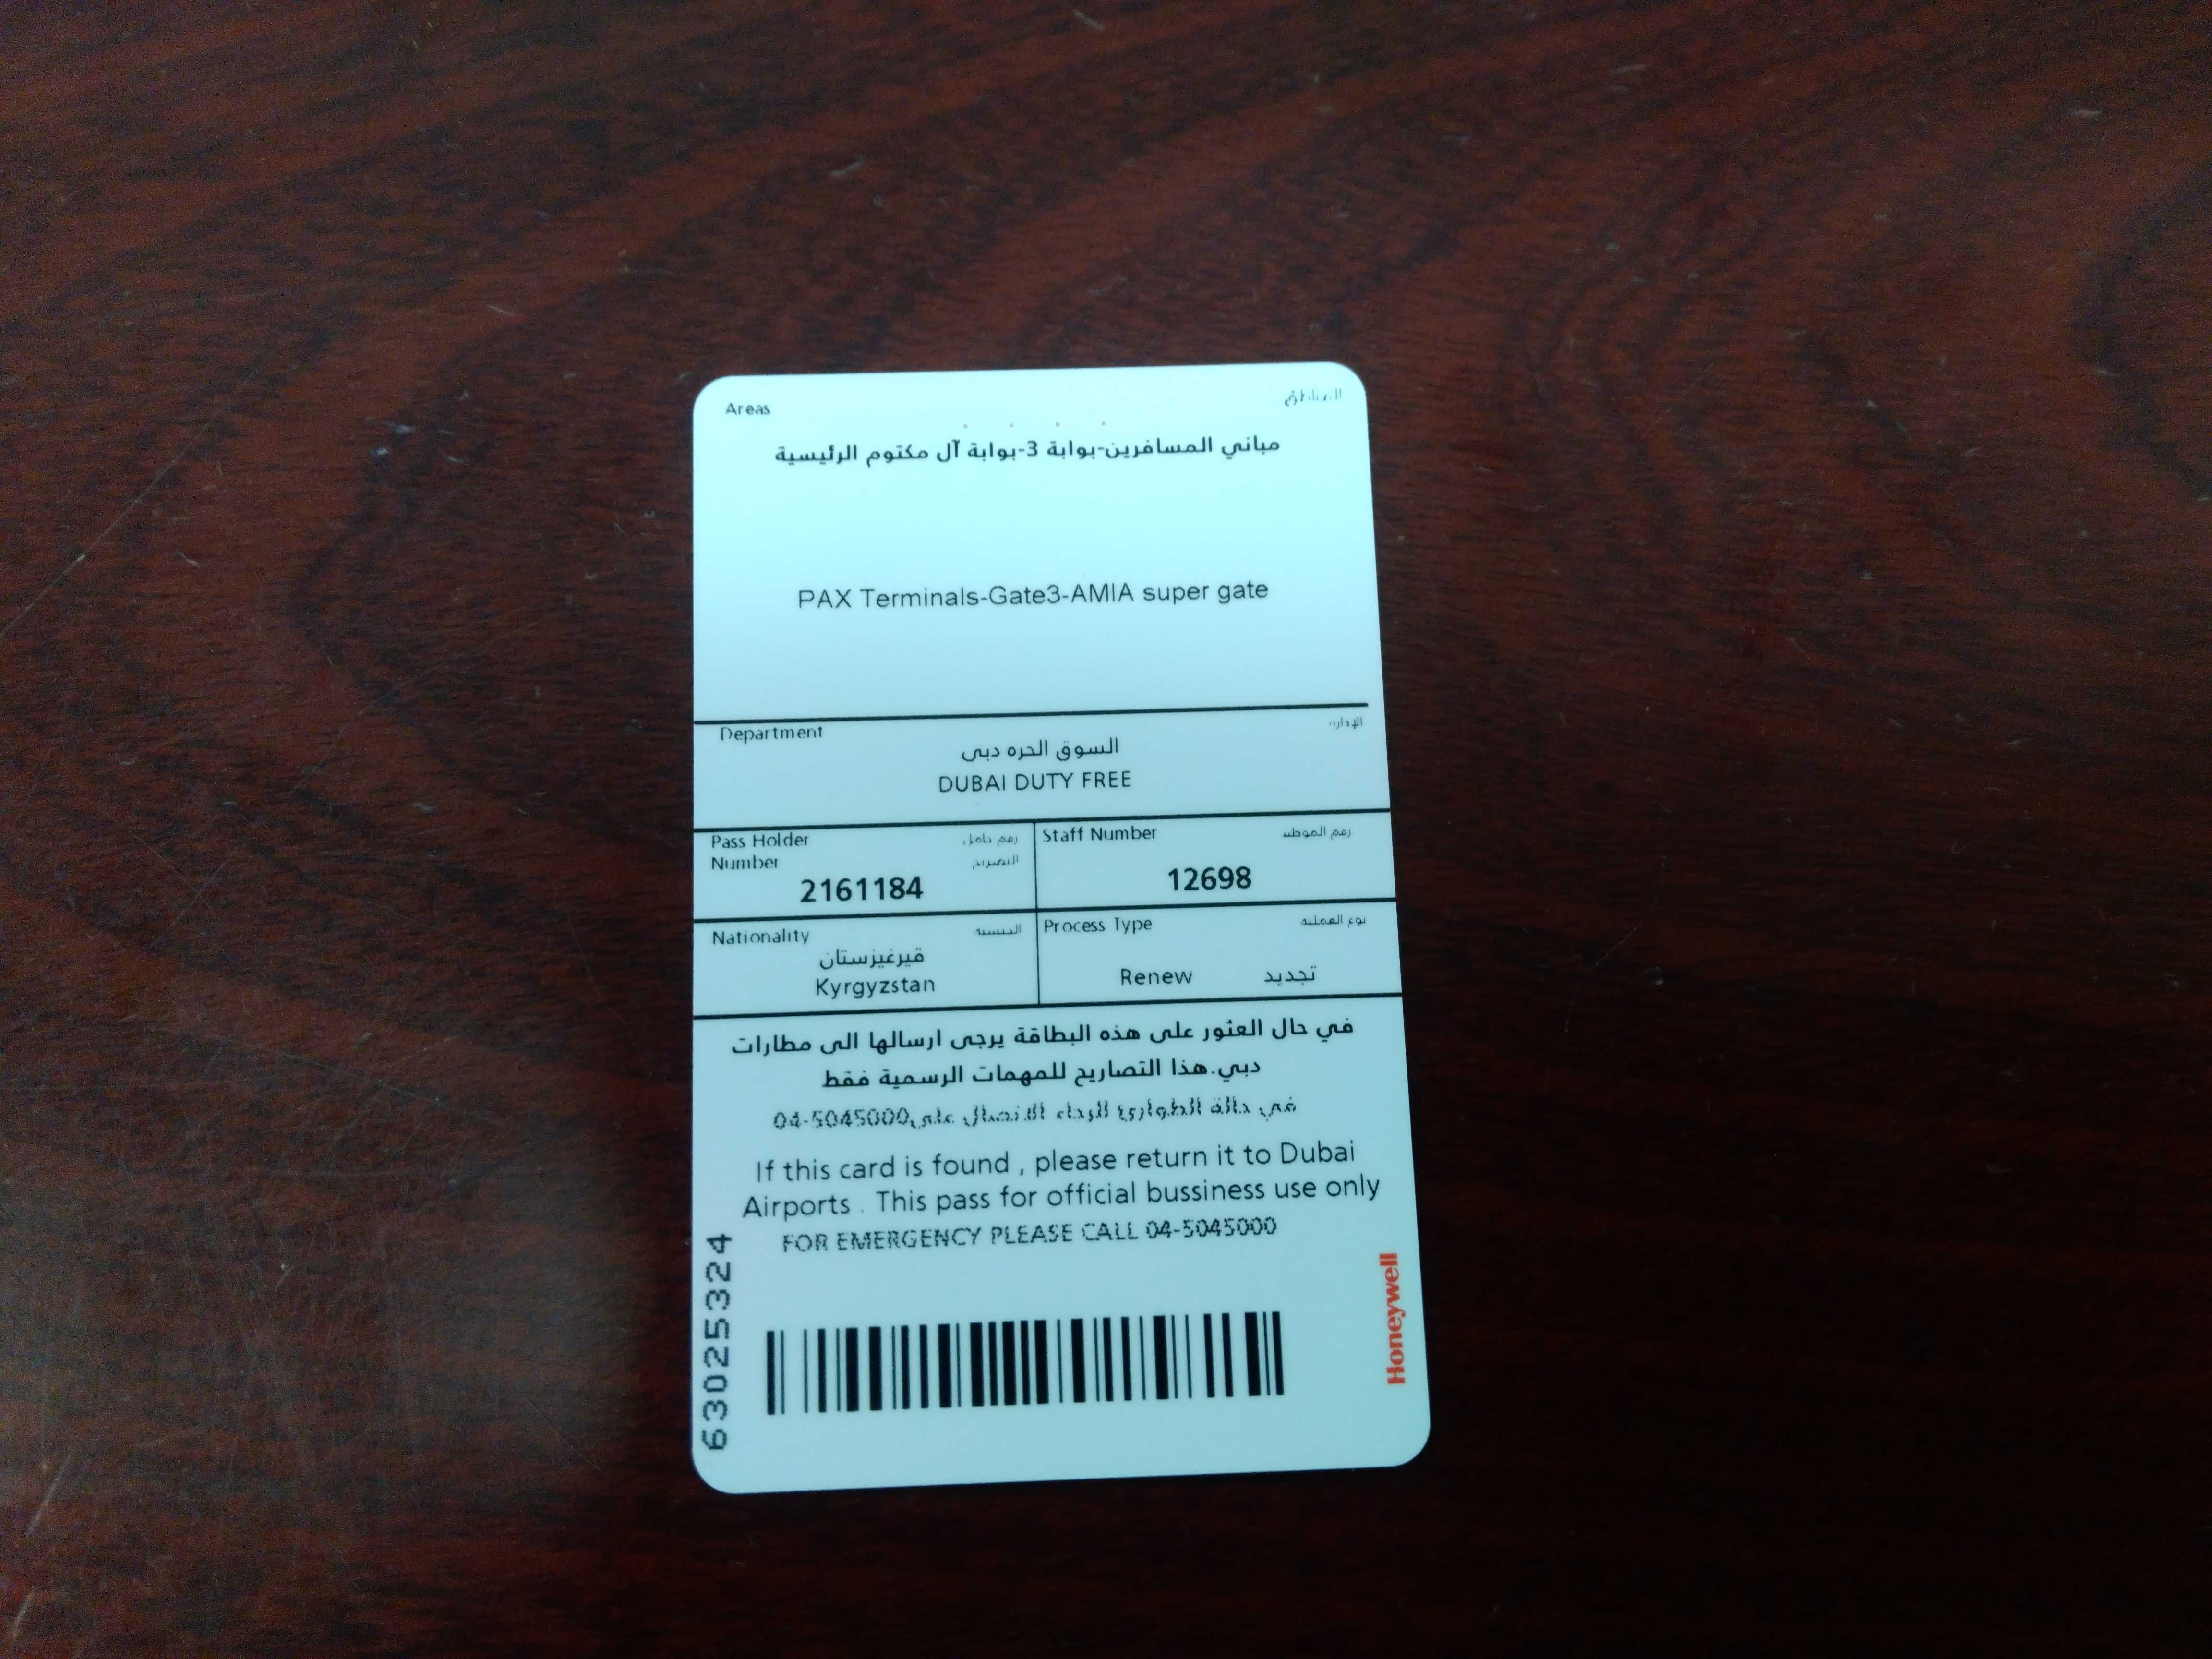 Areas
المناطق
مباني المسافرين-بوابة 3-بوابة آل مكتوم الرئيسية
PAX Terminals-Gate3-AMIA super gate
Department
الإدارة
السوق الحره دبى
DUBAI DUTY FREE
Pass Holder
رقم حامل
Number
التصريح
2161184
Staff Number
رقم الموظف
12698
Nationality
الجنسية
قيرغيزستان
Kyrgyzstan
Process Type
نوع العملية
Renew تجديد
في حال العثور على هذه البطاقة يرجى ارسالها الى مطارات
دبي.هذا التصاريح للمهمات الرسمية فقط
في حالة الطوارئ الرجاء الاتصال على04-5045000
If this card is found , please return it to Dubai
Airports . This pass for official bussiness use only
FOR EMERGENCY PLEASE CALL 04-5045000
63025324
Honeywell